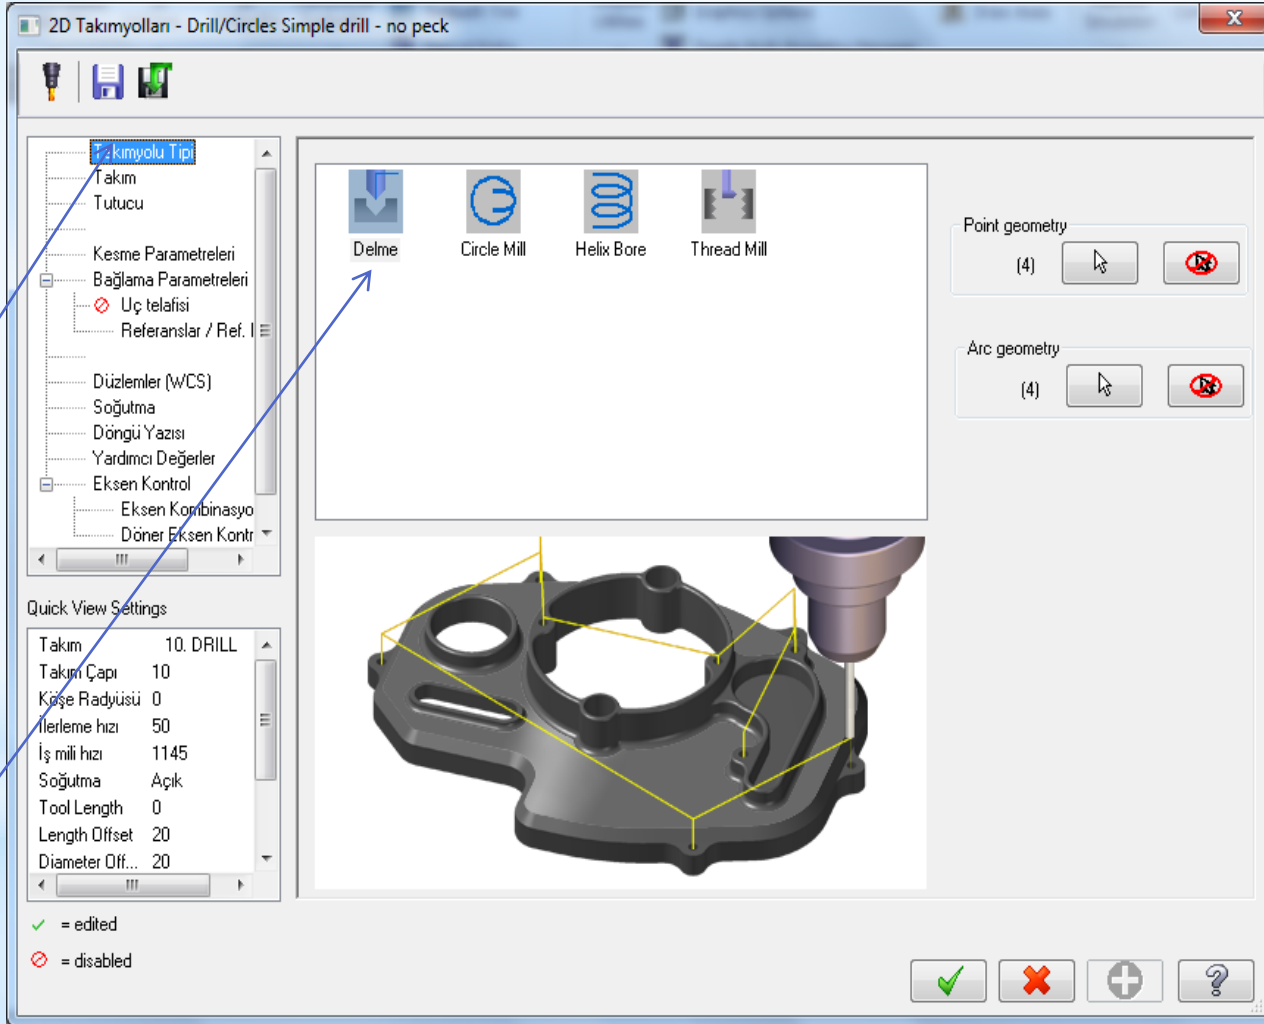 2D Takımyolları - Drill/Circles Simple drill - no peck
Takımyolu Tipi
Takım
Tutucu
Kesme Parametreleri
Bağlama Parametreleri
Uç telafisi
Referanslar / Ref.
Düzlemler (WCS)
Soğutma
Döngü Yazısı
Yardımcı Değerler
Eksen Kontrol
Eksen Kombinasyo
Döner Eksen Kontr
Delme
Circle Mill
Helix Bore
Thread Mill
Point geometry
(4)
Arc geometry
(4)
Quick View Settings
Takım 10. DRILL
Takım Çapı 10
Köşe Radyüsü 0
İlerleme hızı 50
İş mili hızı 1145
Soğutma Açık
Tool Length 0
Length Offset 20
Diameter Off... 20
= edited
= disabled